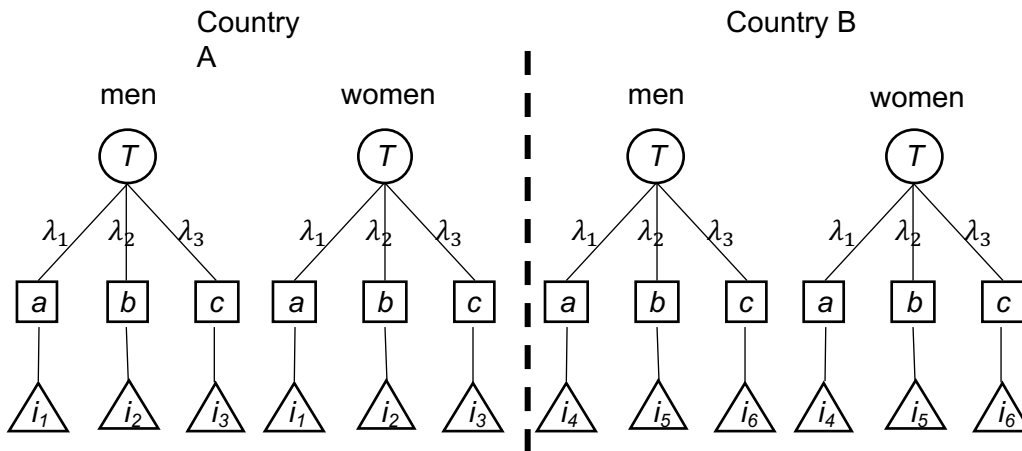 Country
A
Country B
men
women
men
women
T
T
T
T
λ1 λ2 λ3
λ1 λ2 λ3
λ1 λ2 λ3
λ1 λ2 λ3
a b c
a b c
a b c
a b c
i1 i2 i3
i1 i2 i3
i4 i5 i6
i4 i5 i6